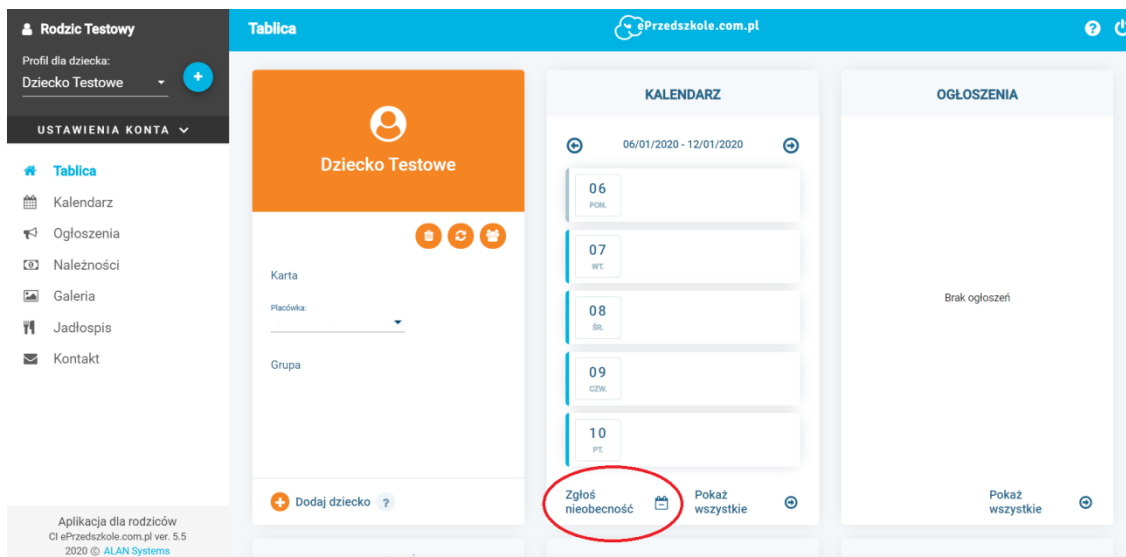 Rodzic Testowy
Profil dla dziecka:
Dziecko Testowe
USTAWIENIA KONTA
Tablica
Kalendarz
Ogłoszenia
Należności
Galeria
Jadłospis
Kontakt
Aplikacja dla rodziców
CI ePrzedszkole.com.pl ver. 5.5
2020 © ALAN Systems
Tablica
ePrzedszkole.com.pl
Dziecko Testowe
Karta
Placówka:
Grupa
Dodaj dziecko ?
KALENDARZ
06/01/2020 - 12/01/2020
06
PON.
07
WT.
08
ŚR.
09
CZW.
10
PT.
Zgłoś
nieobecność
Pokaż
wszystkie
OGŁOSZENIA
Brak ogłoszeń
Pokaż
wszystkie